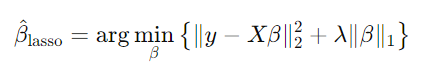 β̂_lasso = arg min_β {‖y − Xβ‖₂² + λ‖β‖₁}